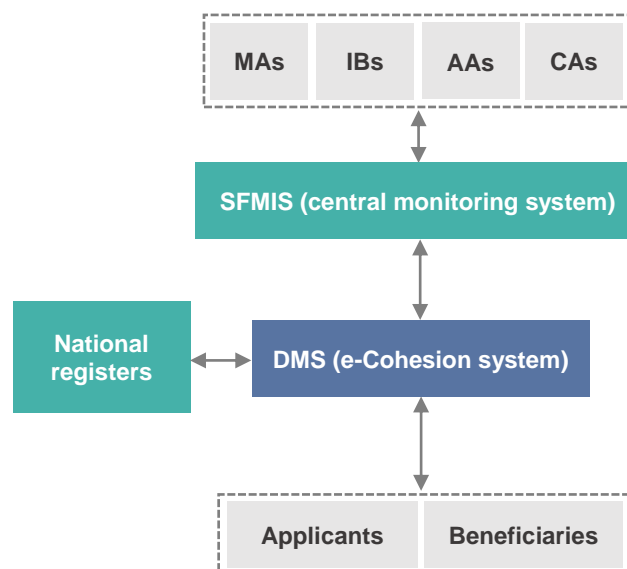 MAs IBs AAs CAs
SFMIS (central monitoring system)
National
registers
DMS (e-Cohesion system)
Applicants Beneficiaries